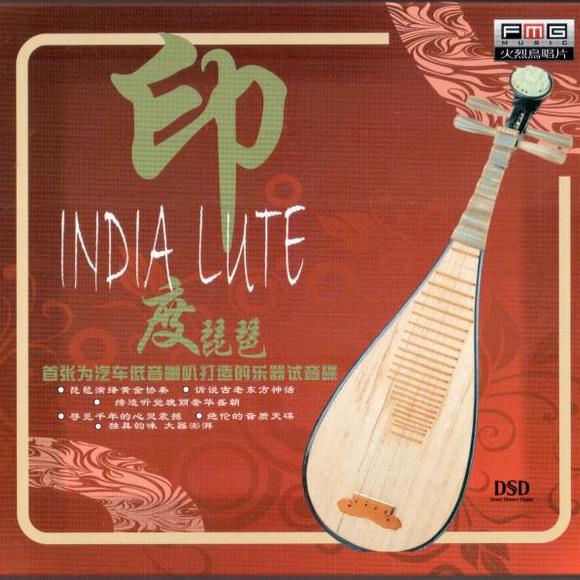 FMG
MUSIC
火烈鳥唱片
印
INDIA LUTE
度琵琶
首张为汽车低音喇叭打造的乐器试音碟
●琵琶演绎黄金协奏 ●诉说古老东方神话
●缔造听觉瑰丽豪华盛朝
●寻觅千年的心灵震撼 ●绝伦的音质天碟
●独具韵味 大器澎湃
DSD
Direct Stream Digital